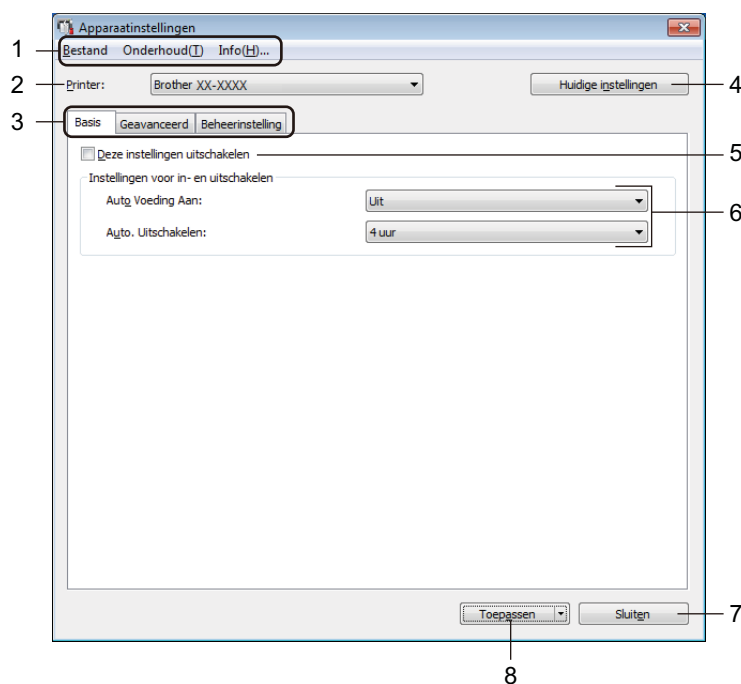 Apparaatinstellingen
1
Bestand Onderhoud(T) Info(H)...
2
Printer: Brother XX-XXXX Huidige instellingen
4
3
Basis Geavanceerd Beheerinstelling
Deze instellingen uitschakelen
5
Instellingen voor in- en uitschakelen
Auto Voeding Aan: Uit
6
Auto. Uitschakelen: 4 uur
Toepassen Sluiten
7
8